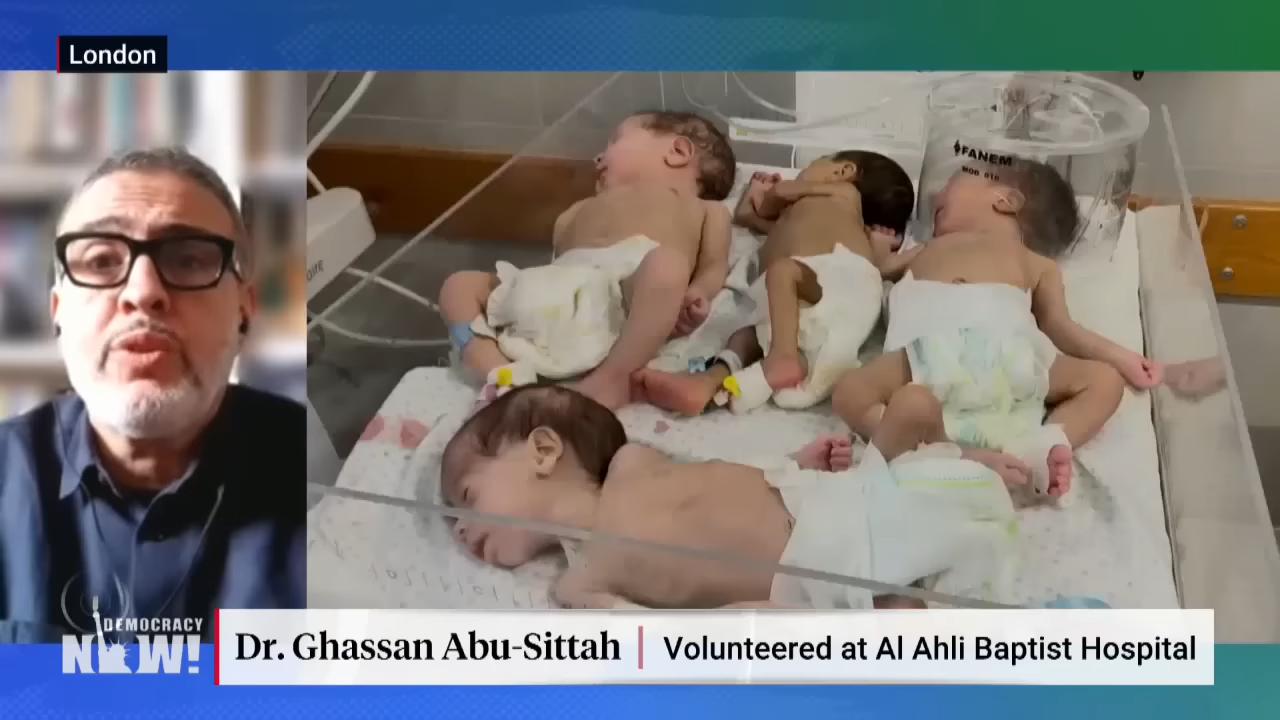 London
FANEM
DEMOCRACY
NOW!
Dr. Ghassan Abu-Sittah
Volunteered at Al Ahli Baptist Hospital